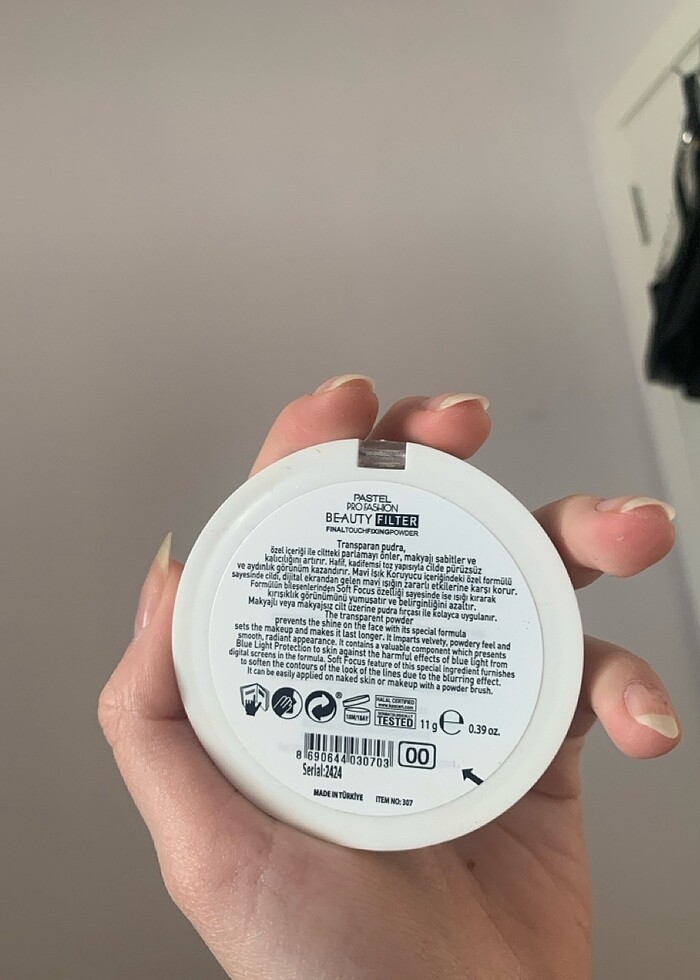 PASTEL
PROFASHION
BEAUTY FILTER
FINALTOUCHFIXINGPOWDER
Transparan pudra,
özel içeriği ile ciltteki parlamayı önler, makyajı sabitler ve
kalıcılığını artırır. Hafif, kadifemsi toz yapısıyla cilde pürüzsüz
ve aydınlık görünüm kazandırır. Mavi Işık Koruyucu içeriğindeki özel formülü
sayesinde cildi, dijital ekrandan gelen mavi ışığın zararlı etkilerine karşı korur.
Formülün bileşenlerinden Soft Focus özelliği sayesinde ise ışığı kırarak
kırışıklık görünümünü yumuşatır ve belirginliğini azaltır.
Makyajlı veya makyajsız cilt üzerine pudra fırçası ile kolayca uygulanır.
The transparent powder
prevents the shine on the face with its special formula
sets the makeup and makes it last longer. It imparts velvety, powdery feel and
smooth, radiant appearance. It contains a valuable component which presents
Blue Light Protection to skin against the harmful effects of blue light from
digital screens in the formula. Soft Focus feature of this special ingredient furnishes
to soften the contours of the look of the lines due to the blurring effect.
It can be easily applied on naked skin or makeup with a powder brush.
18M/18AY
HALAL CERTIFIED
TESTED
11 g e 0.39 oz.
8 690644 030703
00
Serial:2424
MADE IN TÜRKİYE ITEM NO: 307